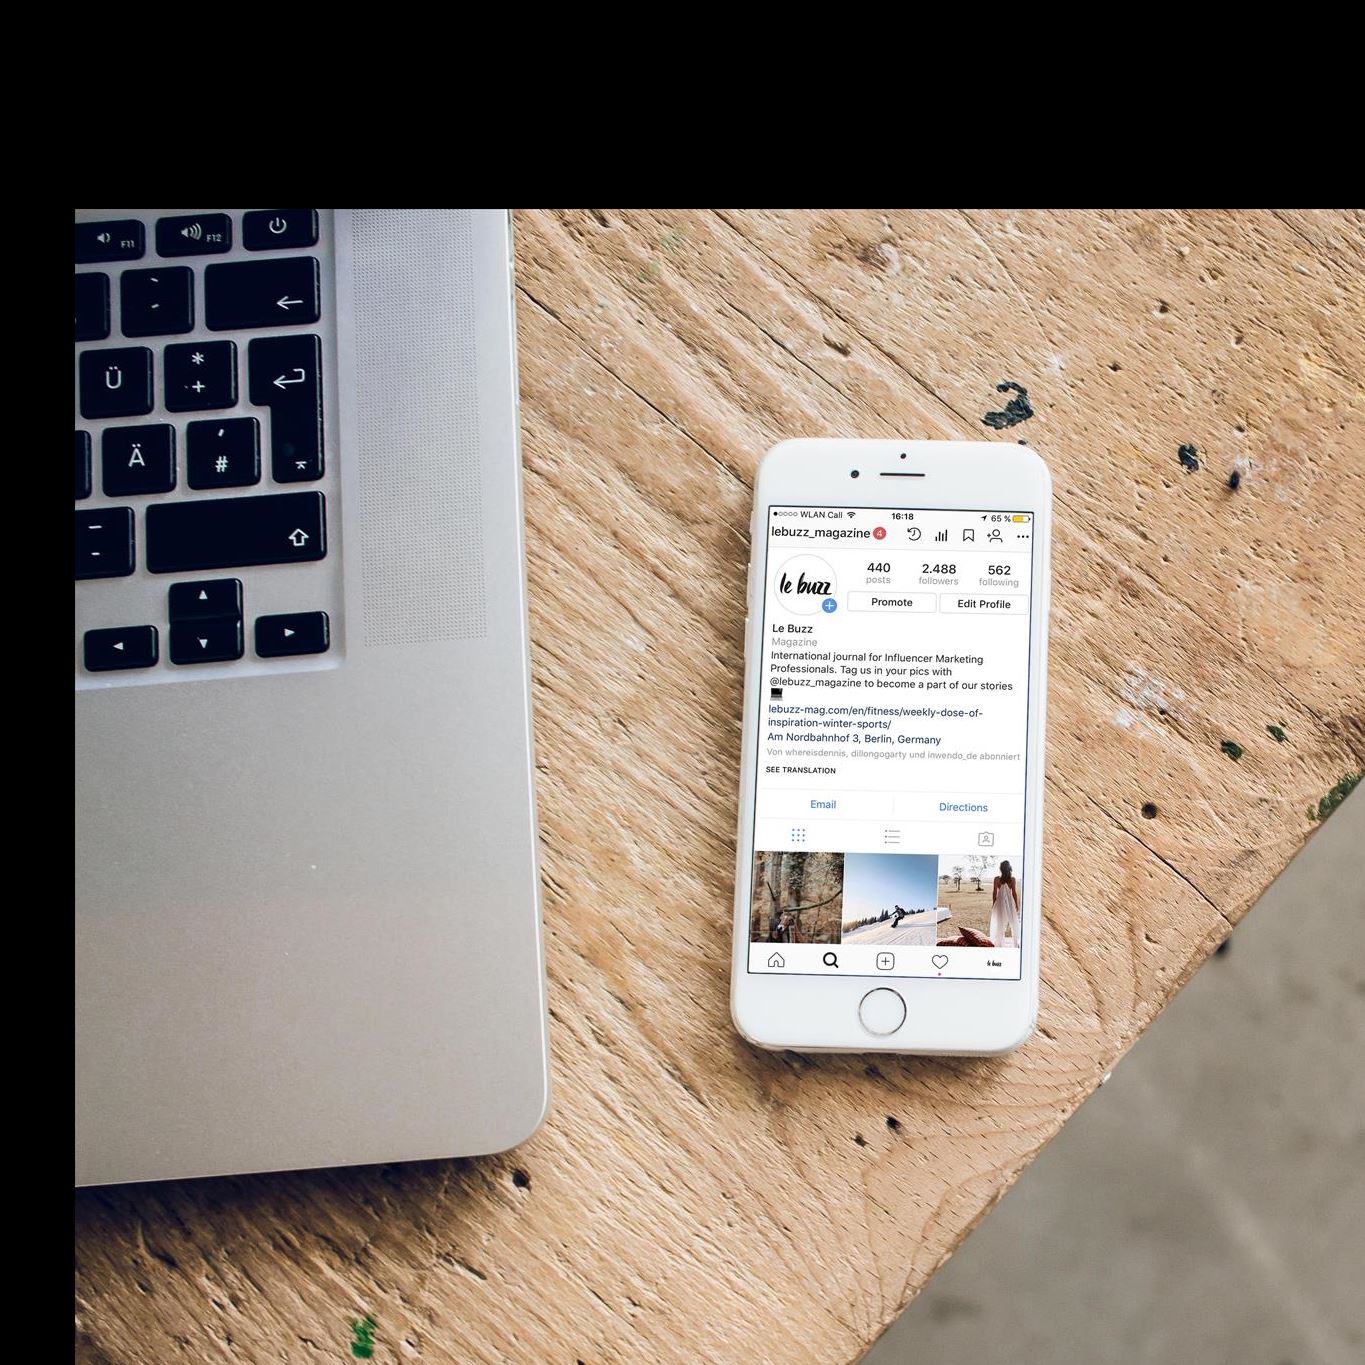 F11
F12
Ü
*
+
Ä
'
#
WLAN Call 16:18 65 %
lebuzz_magazine 4
le buzz
440 2.488 562
posts followers following
Promote Edit Profile
Le Buzz
Magazine
International journal for Influencer Marketing
Professionals. Tag us in your pics with
@lebuzz_magazine to become a part of our stories
lebuzz-mag.com/en/fitness/weekly-dose-of-
inspiration-winter-sports/
Am Nordbahnhof 3, Berlin, Germany
Von whereisdennis, dillongogarty und inwendo_de abonniert
SEE TRANSLATION
Email Directions
le buzz